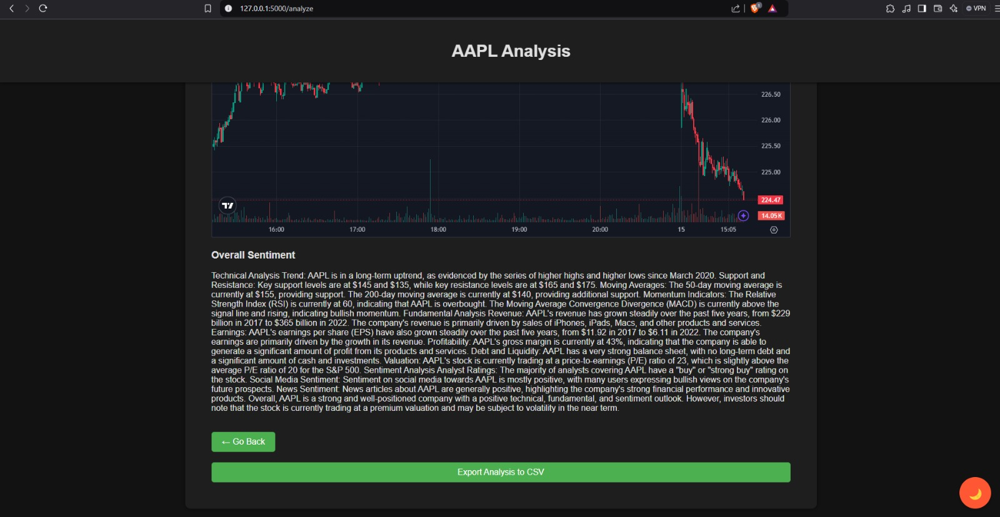 127.0.0.1:5000/analyze
1
VPN
AAPL Analysis
226.50
226.00
225.50
225.00
224.47
14.05K
16:00
17:00
18:00
19:00
20:00
15
15:05
Overall Sentiment
Technical Analysis Trend: AAPL is in a long-term uptrend, as evidenced by the series of higher highs and higher lows since March 2020. Support and
Resistance: Key support levels are at $145 and $135, while key resistance levels are at $165 and $175. Moving Averages: The 50-day moving average is
currently at $155, providing support. The 200-day moving average is currently at $140, providing additional support. Momentum Indicators: The Relative
Strength Index (RSI) is currently at 60, indicating that AAPL is overbought. The Moving Average Convergence Divergence (MACD) is currently above the
signal line and rising, indicating bullish momentum. Fundamental Analysis Revenue: AAPL's revenue has grown steadily over the past five years, from $229
billion in 2017 to $365 billion in 2022. The company's revenue is primarily driven by sales of iPhones, iPads, Macs, and other products and services.
Earnings: AAPL's earnings per share (EPS) have also grown steadily over the past five years, from $11.92 in 2017 to $6.11 in 2022. The company's
earnings are primarily driven by the growth in its revenue. Profitability: AAPL's gross margin is currently at 43%, indicating that the company is able to
generate a significant amount of profit from its products and services. Debt and Liquidity: AAPL has a very strong balance sheet, with no long-term debt and
a significant amount of cash and investments. Valuation: AAPL's stock is currently trading at a price-to-earnings (P/E) ratio of 23, which is slightly above the
average P/E ratio of 20 for the S&P 500. Sentiment Analysis Analyst Ratings: The majority of analysts covering AAPL have a "buy" or "strong buy" rating on
the stock. Social Media Sentiment: Sentiment on social media towards AAPL is mostly positive, with many users expressing bullish views on the company's
future prospects. News Sentiment: News articles about AAPL are generally positive, highlighting the company's strong financial performance and innovative
products. Overall, AAPL is a strong and well-positioned company with a positive technical, fundamental, and sentiment outlook. However, investors should
note that the stock is currently trading at a premium valuation and may be subject to volatility in the near term.
← Go Back
Export Analysis to CSV